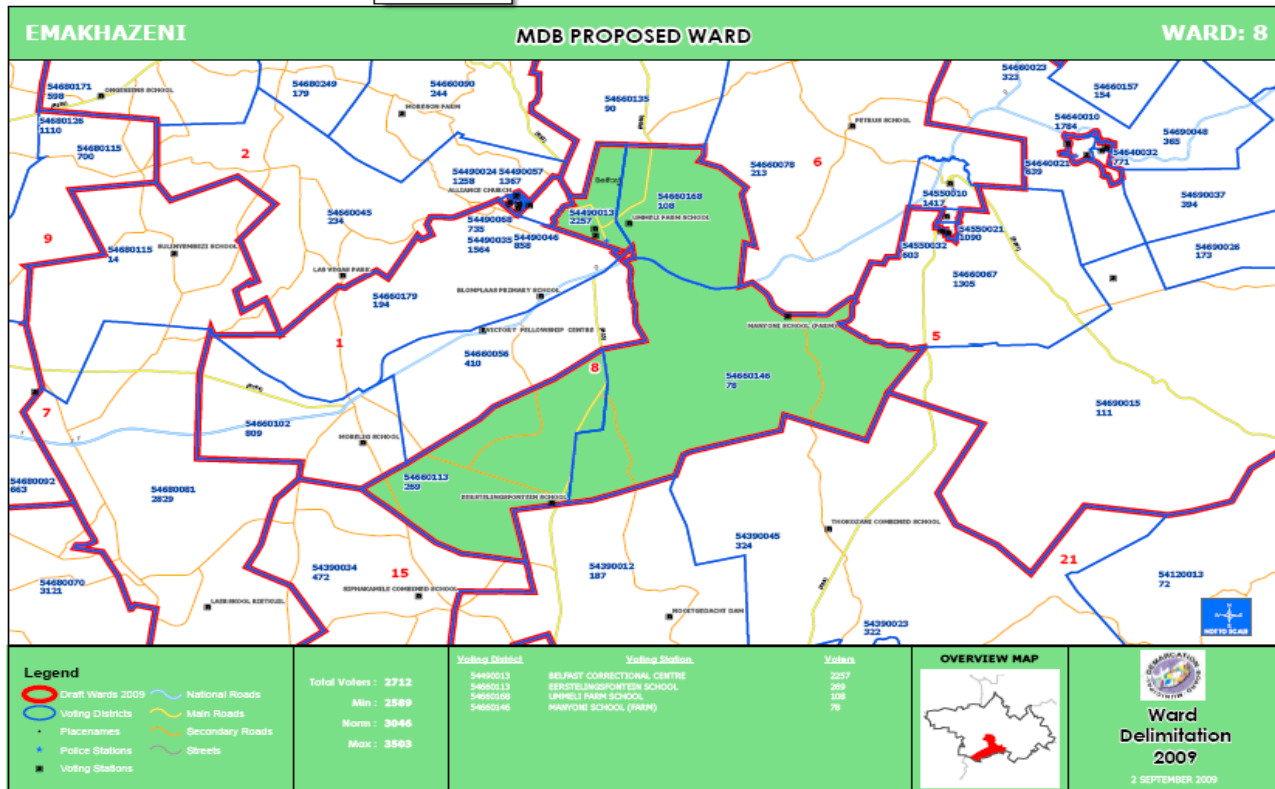 EMAKHAZENI
MDB PROPOSED WARD
WARD: 8
54680171
598
54680249
179
54660090
244
54660135
90
54660023
323
54660157
154
54680126
1110
54680115
700
MORESON FARM
PETRUS SCHOOL
54640010
1784
54690048
365
54640032
771
2
6
54490024
1258
54490057
1367
ALLIANCE CHURCH
Belfast
54660078
213
54640021
639
54660168
108
54550010
1417
54690037
394
54660045
234
54490068
735
54490013
2257
UMMELI FARM SCHOOL
54490035
1564
54490046
858
54550021
1090
54550032
603
54690026
173
9
54680115
14
LAS VEGAS PARK
54660067
1305
54660179
194
BLOMPLAAS PRIMARY SCHOOL
MANYONI SCHOOL (FARM)
VICTORY FELLOWSHIP CENTRE
1
5
54660056
410
8
54660146
78
54690015
111
7
54660102
809
MORELIG SCHOOL
54680092
663
54680081
2829
54660113
269
EERSTELINGSFONTEIN SCHOOL
THOKOZANE COMBINED SCHOOL
54390045
324
54390034
472
15
54390012
187
21
54120013
72
54680070
3121
SIPHAKAMILE COMBINED SCHOOL
NOOITGEDACHT DAM
54390023
322
N
NOT TO SCALE
Legend
Draft Wards 2009
National Roads
Voting Districts
Main Roads
Placenames
Secondary Roads
Police Stations
Streets
Voting Stations
Total Voters : 2712
Min : 2589
Norm : 3046
Max : 3503
Voting District Voting Station Voters
54490013 BELFAST CORRECTIONAL CENTRE 2257
54660113 EERSTELINGSFONTEIN SCHOOL 269
54660168 UMMELI FARM SCHOOL 108
54660146 MANYONI SCHOOL (FARM) 78
OVERVIEW MAP
Ward
Delimitation
2009
2 SEPTEMBER 2009